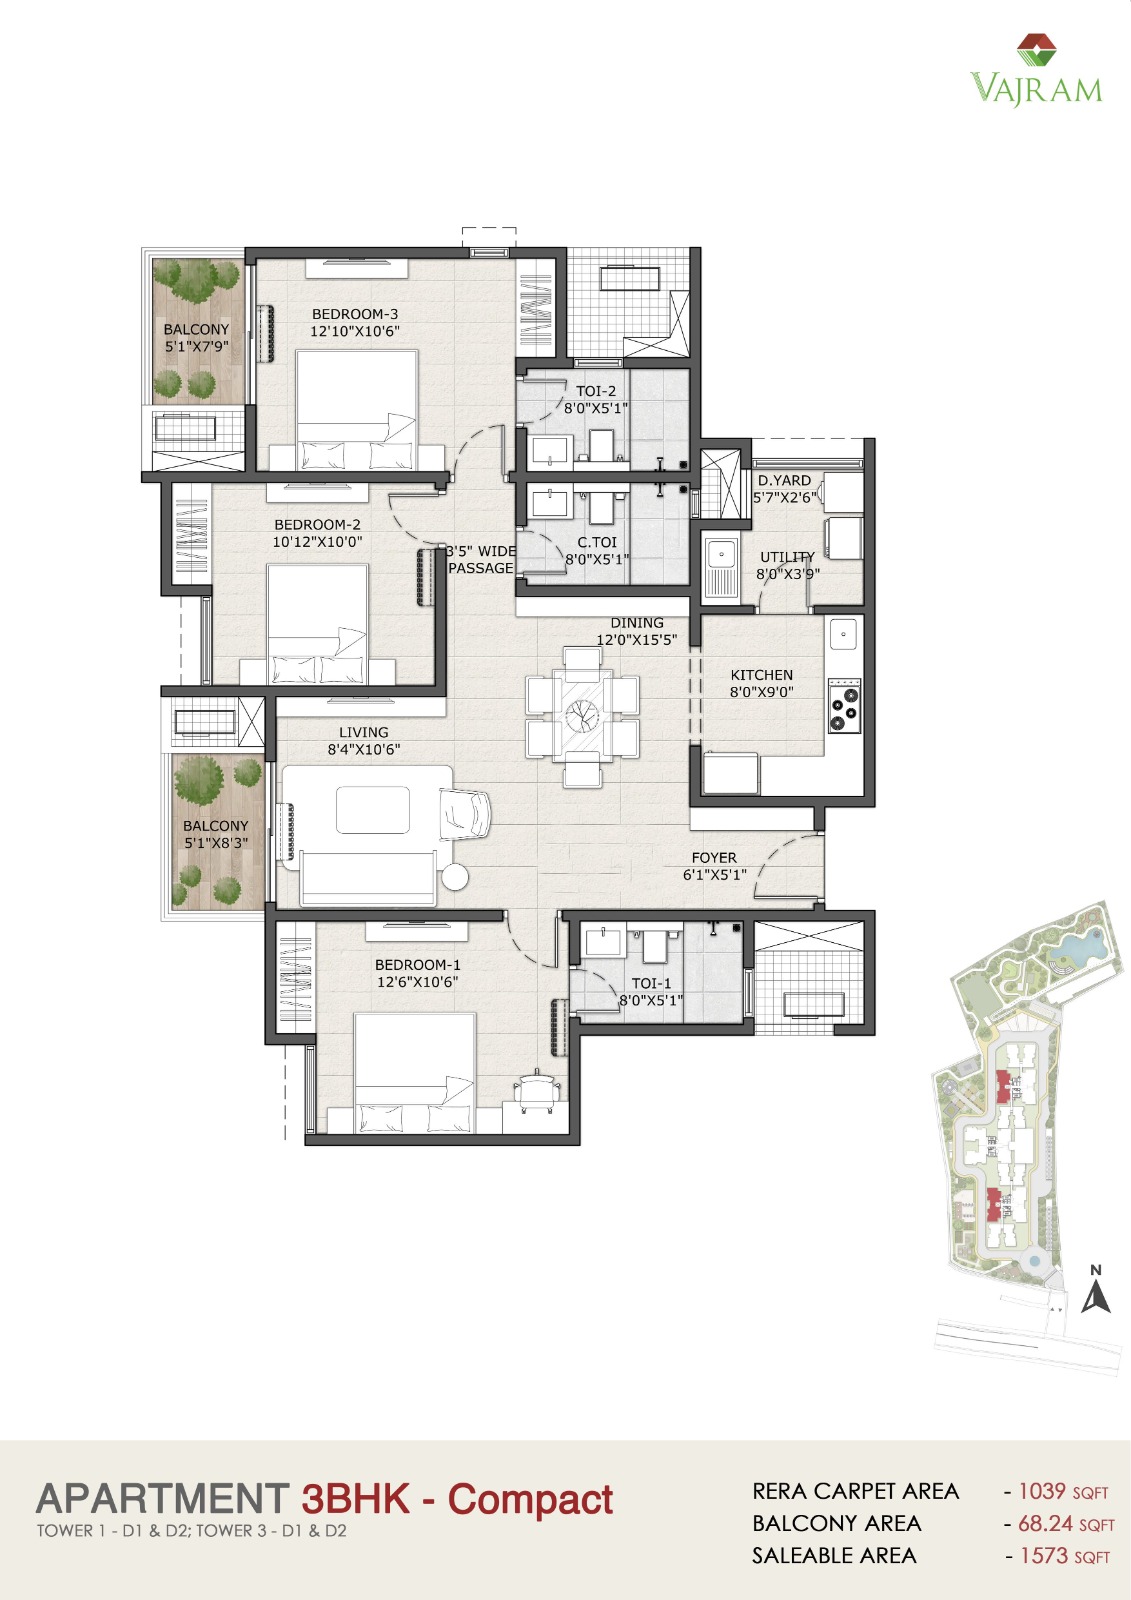 VAJRAM
BEDROOM-3
12'10"X10'6"
BALCONY
5'1"X7'9"
TOI-2
8'0"X5'1"
D.YARD
5'7"X2'6"
BEDROOM-2
10'12"X10'0"
C.TOI
8'0"X5'1"
3'5" WIDE
PASSAGE
UTILITY
8'0"X3'9"
DINING
12'0"X15'5"
KITCHEN
8'0"X9'0"
LIVING
8'4"X10'6"
BALCONY
5'1"X8'3"
FOYER
6'1"X5'1"
BEDROOM-1
12'6"X10'6"
TOI-1
8'0"X5'1"
N
APARTMENT 3BHK - Compact
TOWER 1 - D1 & D2; TOWER 3 - D1 & D2
RERA CARPET AREA - 1039 SQFT
BALCONY AREA - 68.24 SQFT
SALEABLE AREA - 1573 SQFT